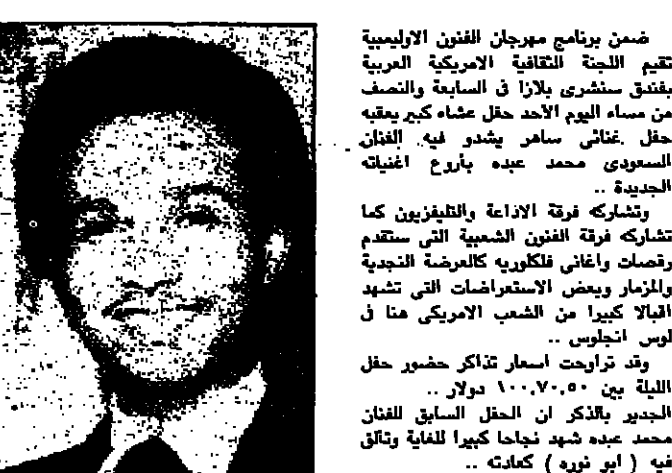 ضمن برنامج مهرجان الفنون الاوليمبية
تقيم اللجنة الثقافية الامريكية العربية
بفندق سنشرى بلازا فى السابعة والنصف
من مساء اليوم الاحد حفل عشاء كبير يعقبه
حفل غنائى ساهر يشدو فيه الفنان
السعودى محمد عبده بأروع اغنياته
الجديدة ..
وتشاركه فرقة الاذاعة والتليفزيون كما
تشاركه فرقة الفنون الشعبية التى ستقدم
رقصات واغانى فلكلوريه كالعرضة النجدية
والمزمار وبعض الاستعراضات التى تشهد
اقبالا كبيرا من الشعب الامريكى هنا فى
لوس انجلوس ..
وقد تراوحت اسعار تذاكر حضور حفل
الليلة بين ١٠٠,٧٠,٥٠ دولار ..
الجدير بالذكر ان الحفل السابق للفنان
محمد عبده شهد نجاحا كبيرا للغاية وتالق
فيه ( ابو نوره ) كعادته ..